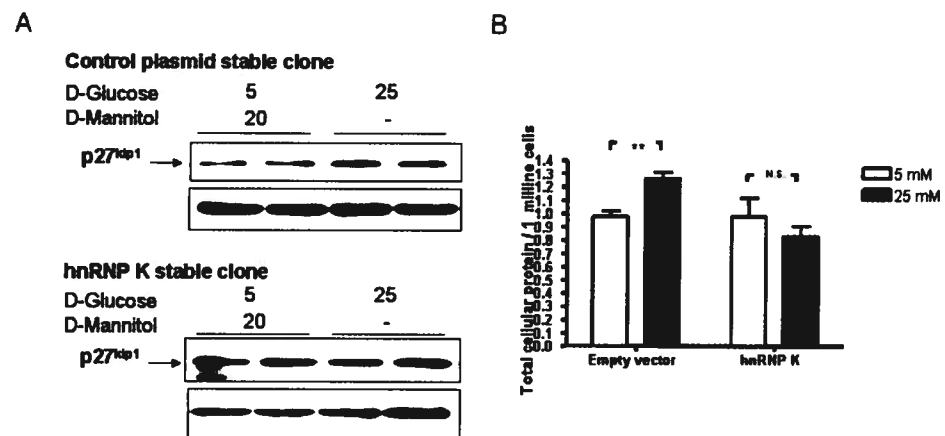 A
Control plasmid stable clone
D-Glucose 5 25
D-Mannitol 20 -
p27kip1
hnRNP K stable clone
D-Glucose 5 25
D-Mannitol 20 -
p27kip1
B
Total cellular protein / 1 milline cells
** N.S.
1.4
1.3
1.2
1.1
1.0
0.9
0.8
0.7
0.6
0.5
0.4
0.3
0.2
0.1
0.0
Empty vector hnRNP K
5 mM
25 mM